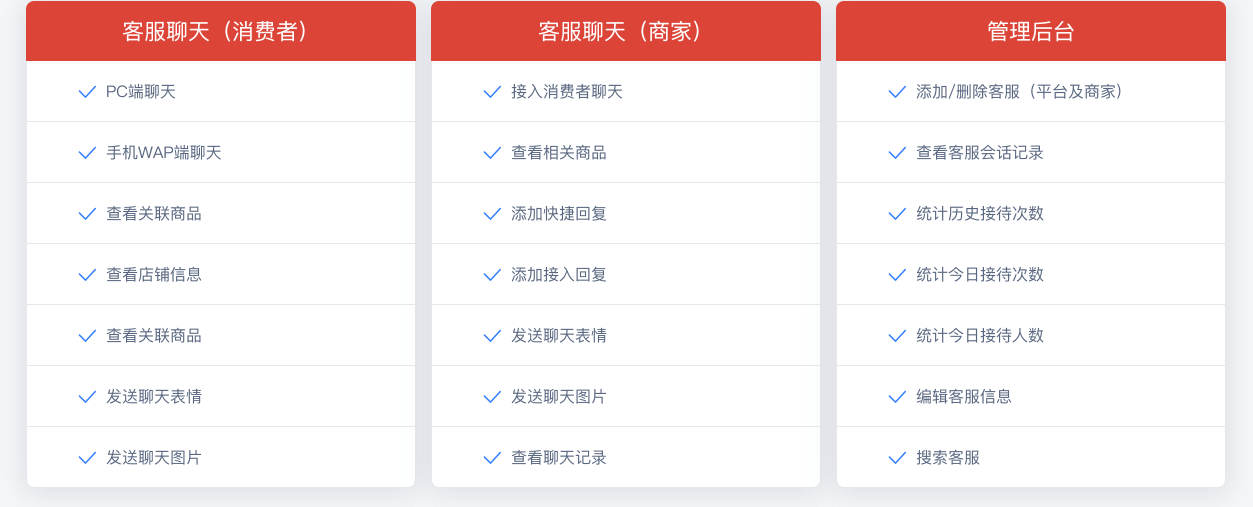 客服聊天（消费者）
PC端聊天
手机WAP端聊天
查看关联商品
查看店铺信息
查看关联商品
发送聊天表情
发送聊天图片
客服聊天（商家）
接入消费者聊天
查看相关商品
添加快捷回复
添加接入回复
发送聊天表情
发送聊天图片
查看聊天记录
管理后台
添加/删除客服（平台及商家）
查看客服会话记录
统计历史接待次数
统计今日接待次数
统计今日接待人数
编辑客服信息
搜索客服